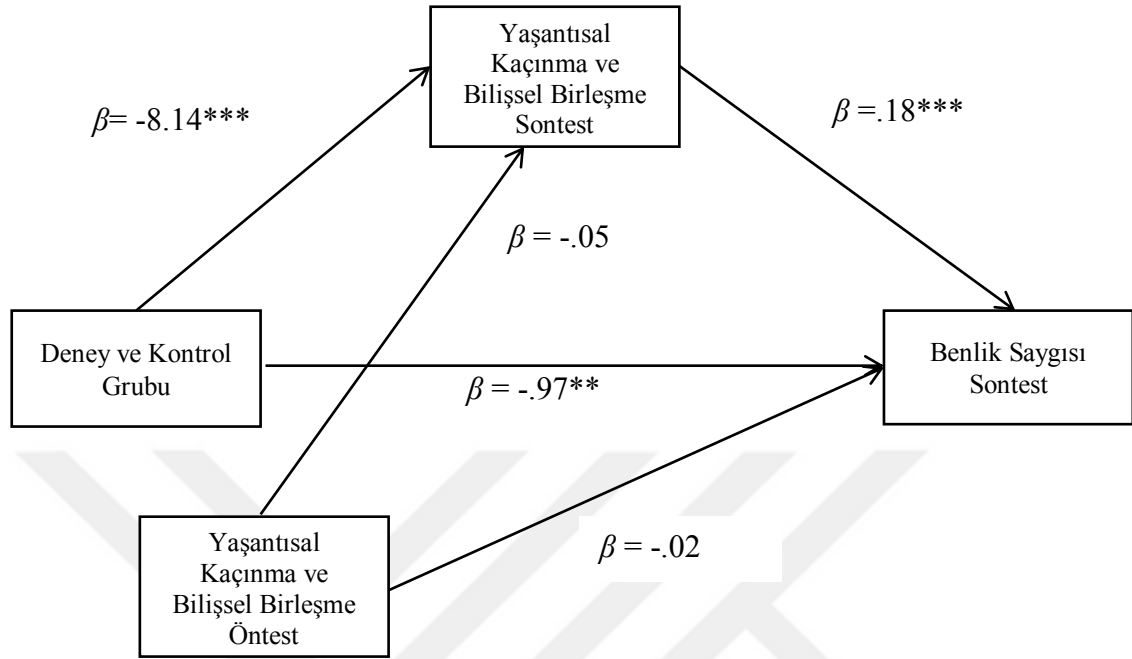 Yaşantısal
Kaçınma ve
Bilişsel Birleşme
Sontest
β= -8.14***
β =.18***
β = -.05
Deney ve Kontrol
Grubu
Benlik Saygısı
Sontest
β = -.97**
Yaşantısal
Kaçınma ve
Bilişsel Birleşme
Öntest
β = -.02